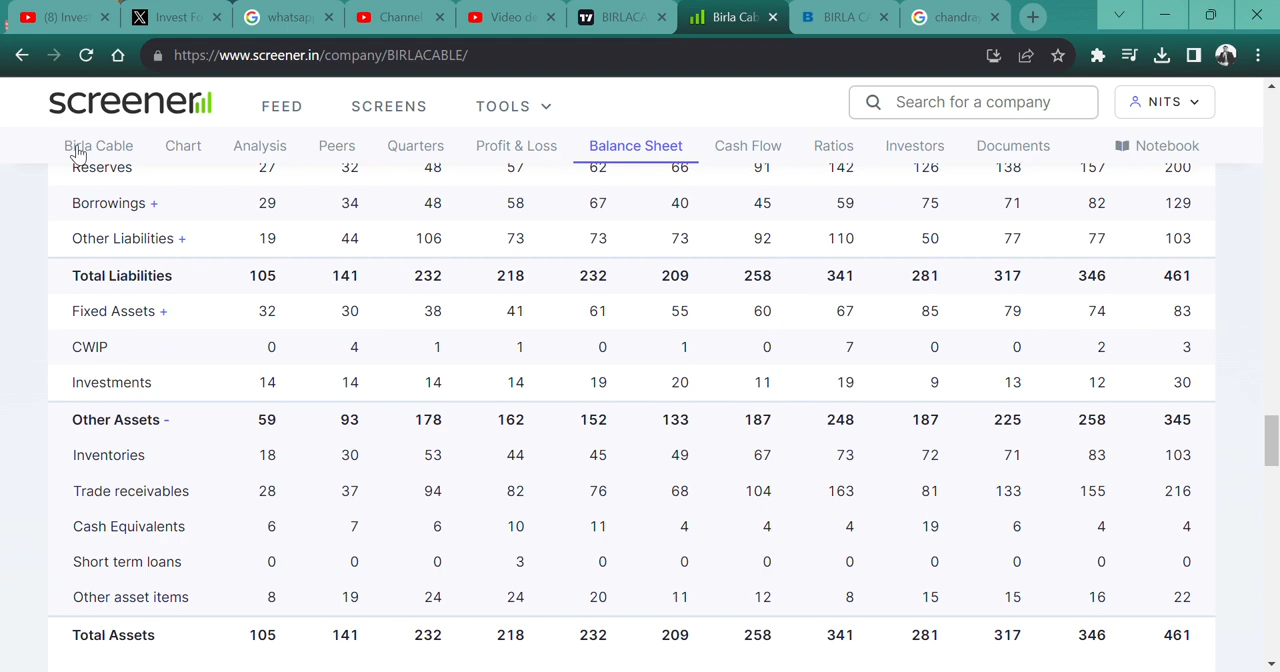 (8) Inves
Invest Fo
whatsapp
Channel
Video de
BIRLACA
Birla Cab
BIRLA C
chandra
https://www.screener.in/company/BIRLACABLE/
screener
FEED
SCREENS
TOOLS
Search for a company
NITS
Birla Cable
Chart
Analysis
Peers
Quarters
Profit & Loss
Balance Sheet
Cash Flow
Ratios
Investors
Documents
Notebook
Reserves 27 32 48 57 62 66 91 142 126 138 157 200
Borrowings + 29 34 48 58 67 40 45 59 75 71 82 129
Other Liabilities + 19 44 106 73 73 73 92 110 50 77 77 103
Total Liabilities 105 141 232 218 232 209 258 341 281 317 346 461
Fixed Assets + 32 30 38 41 61 55 60 67 85 79 74 83
CWIP 0 4 1 1 0 1 0 7 0 0 2 3
Investments 14 14 14 14 19 20 11 19 9 13 12 30
Other Assets - 59 93 178 162 152 133 187 248 187 225 258 345
Inventories 18 30 53 44 45 49 67 73 72 71 83 103
Trade receivables 28 37 94 82 76 68 104 163 81 133 155 216
Cash Equivalents 6 7 6 10 11 4 4 4 19 6 4 4
Short term loans 0 0 0 3 0 0 0 0 0 0 0 0
Other asset items 8 19 24 24 20 11 12 8 15 15 16 22
Total Assets 105 141 232 218 232 209 258 341 281 317 346 461